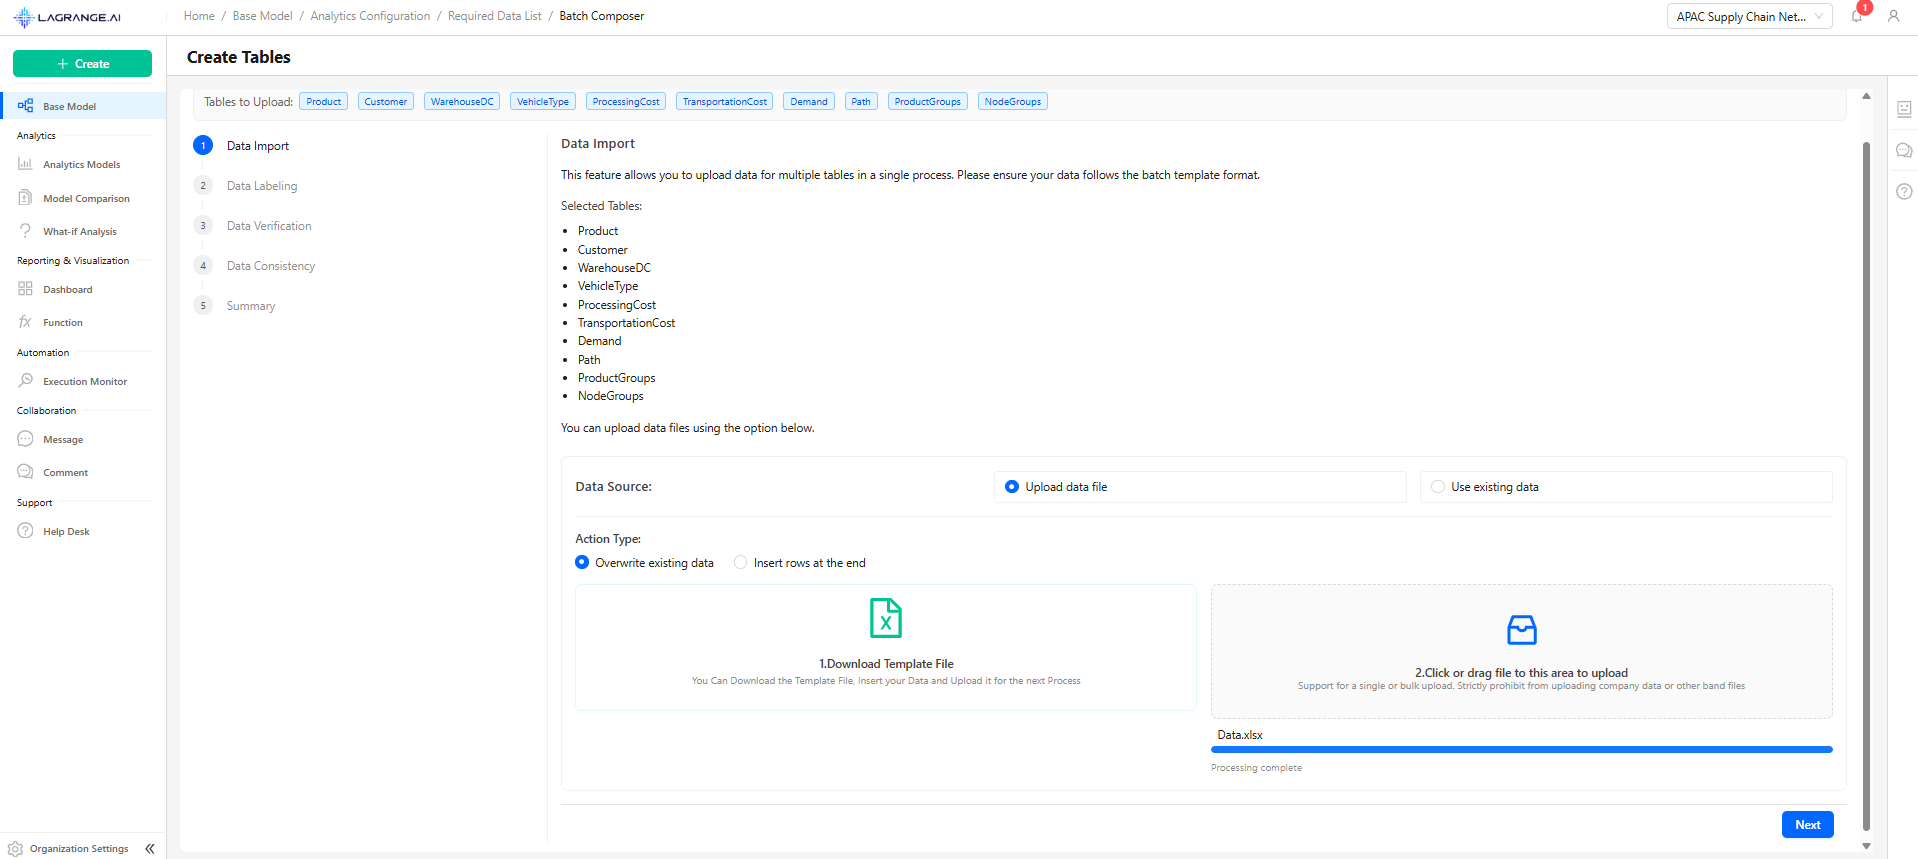 LAGRANGE.AI
Home / Base Model / Analytics Configuration / Required Data List / Batch Composer
APAC Supply Chain Net...
1
Create
Create Tables
Base Model
Analytics
Analytics Models
Model Comparison
What-if Analysis
Reporting & Visualization
Dashboard
Function
Automation
Execution Monitor
Collaboration
Message
Comment
Support
Help Desk
Organization Settings
Tables to Upload: Product Customer WarehouseDC VehicleType ProcessingCost TransportationCost Demand Path ProductGroups NodeGroups
1 Data Import
2 Data Labeling
3 Data Verification
4 Data Consistency
5 Summary
Data Import
This feature allows you to upload data for multiple tables in a single process. Please ensure your data follows the batch template format.
Selected Tables:
• Product
• Customer
• WarehouseDC
• VehicleType
• ProcessingCost
• TransportationCost
• Demand
• Path
• ProductGroups
• NodeGroups
You can upload data files using the option below.
Data Source: Upload data file Use existing data
Action Type:
Overwrite existing data Insert rows at the end
1.Download Template File
You Can Download the Template File, Insert your Data and Upload it for the next Process
2.Click or drag file to this area to upload
Support for a single or bulk upload. Strictly prohibit from uploading company data or other band files
Data.xlsx
Processing complete
Next